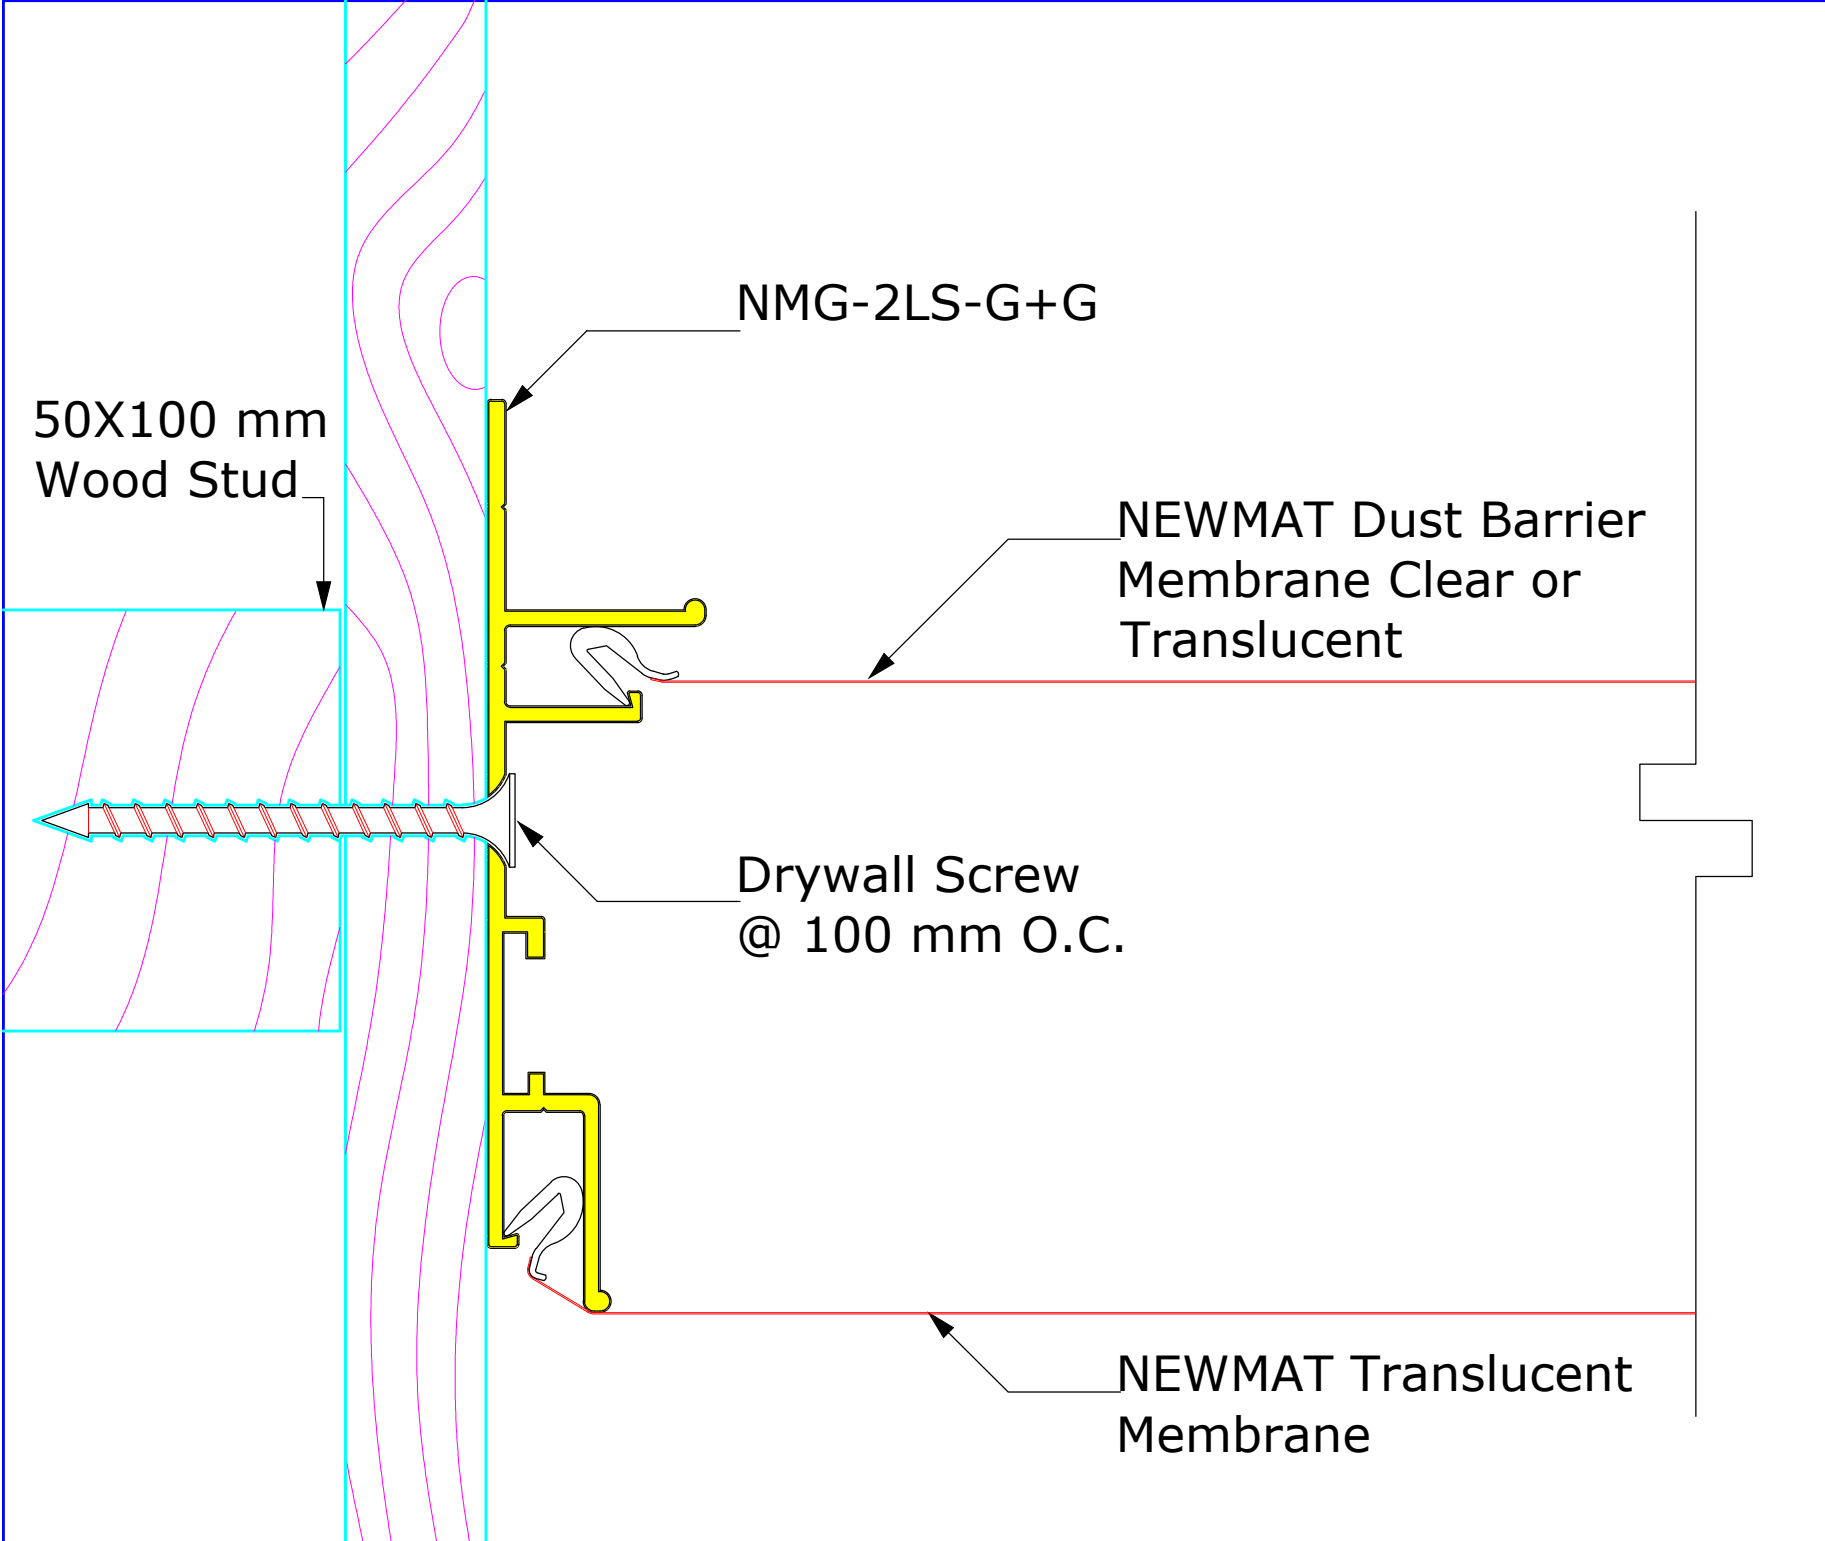 NMG-2LS-G+G
50X100 mm
Wood Stud
NEWMAT Dust Barrier
Membrane Clear or
Translucent
Drywall Screw
@ 100 mm O.C.
NEWMAT Translucent
Membrane